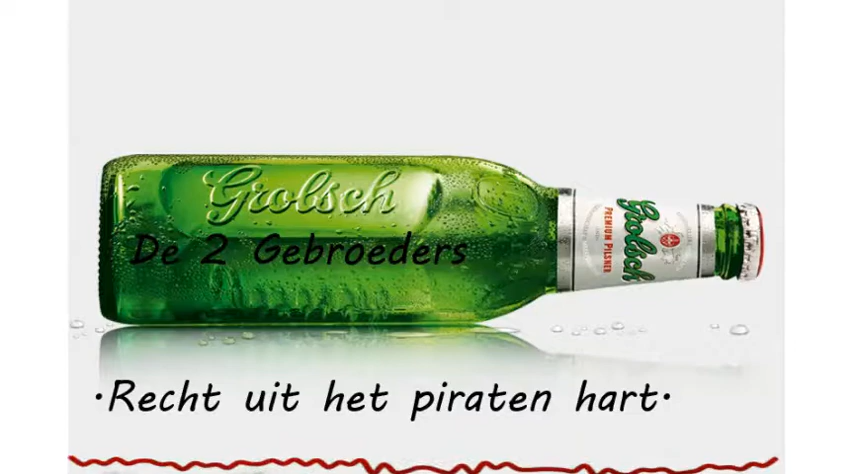 Grolsch
De 2 Gebroeders
Grolsch
PREMIUM PILSNER
·Recht uit het piraten hart·